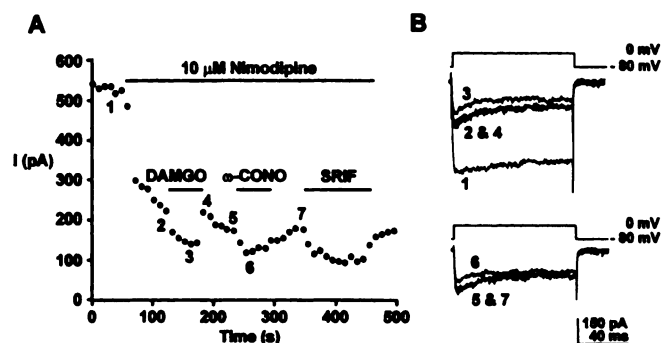 A
600
500
400
300
200
100
0
I (pA)
10 µM Nimodipine
DAMGO
ω-CONO
SRIF
1
2
3
4
5
6
7
0
100
200
300
400
500
Time (s)
B
0 mV
- 80 mV
3
2 & 4
1
0 mV
- 80 mV
6
5 & 7
150 pA
40 ms